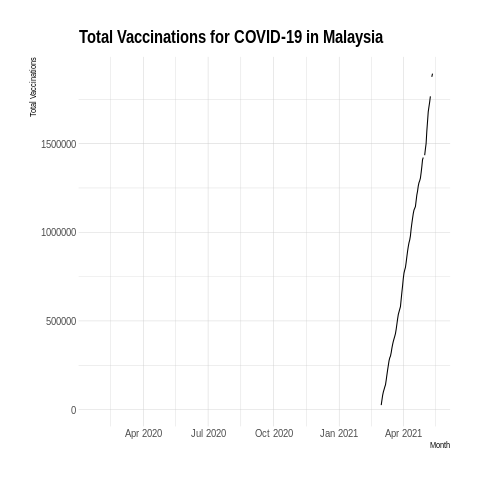 Total Vaccinations for COVID-19 in Malaysia
Total Vaccinations
1500000
1000000
500000
0
Apr 2020 Jul 2020 Oct 2020 Jan 2021 Apr 2021
Month